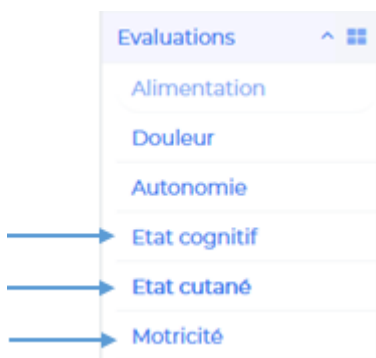 Evaluations
Alimentation
Douleur
Autonomie
Etat cognitif
Etat cutané
Motricité